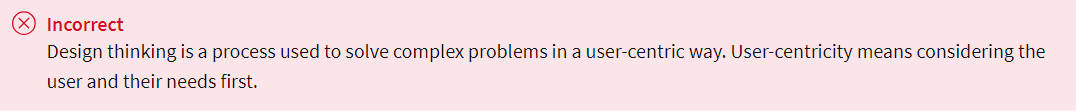 Incorrect
Design thinking is a process used to solve complex problems in a user-centric way. User-centricity means considering the
user and their needs first.